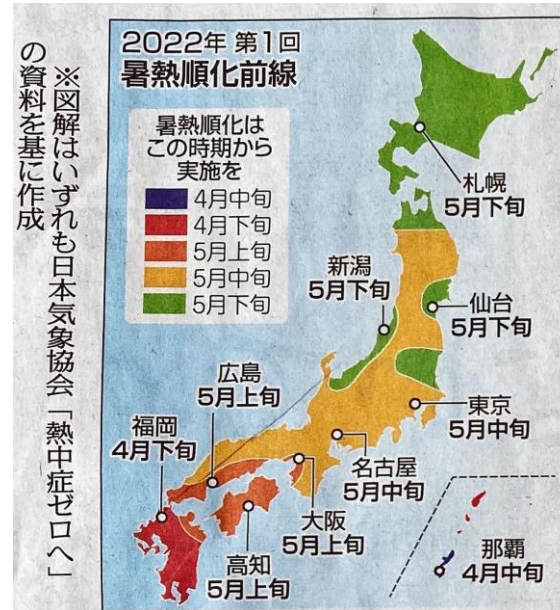 2022年 第1回
暑熱順化前線
暑熱順化は
この時期から
実施を
4月中旬
4月下旬
5月上旬
5月中旬
5月下旬
札幌
5月下旬
新潟
5月下旬
仙台
5月下旬
広島
5月上旬
東京
5月中旬
福岡
4月下旬
名古屋
5月中旬
大阪
5月上旬
高知
5月上旬
那覇
4月中旬
※図解はいずれも日本気象協会「熱中症ゼロへ」
の資料を基に作成